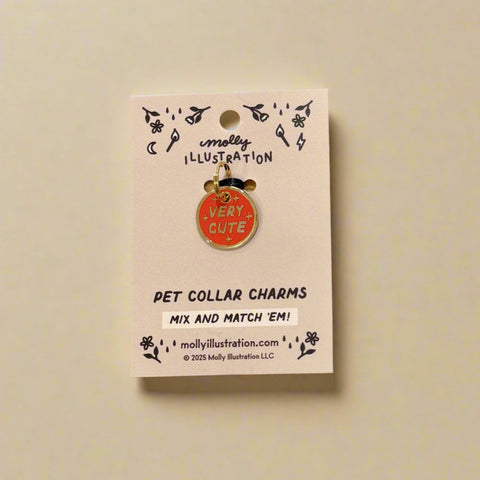 molly
ILLUSTRATION
VERY
CUTE
PET COLLAR CHARMS
MIX AND MATCH 'EM!
mollyillustration.com
© 2025 Molly Illustration LLC